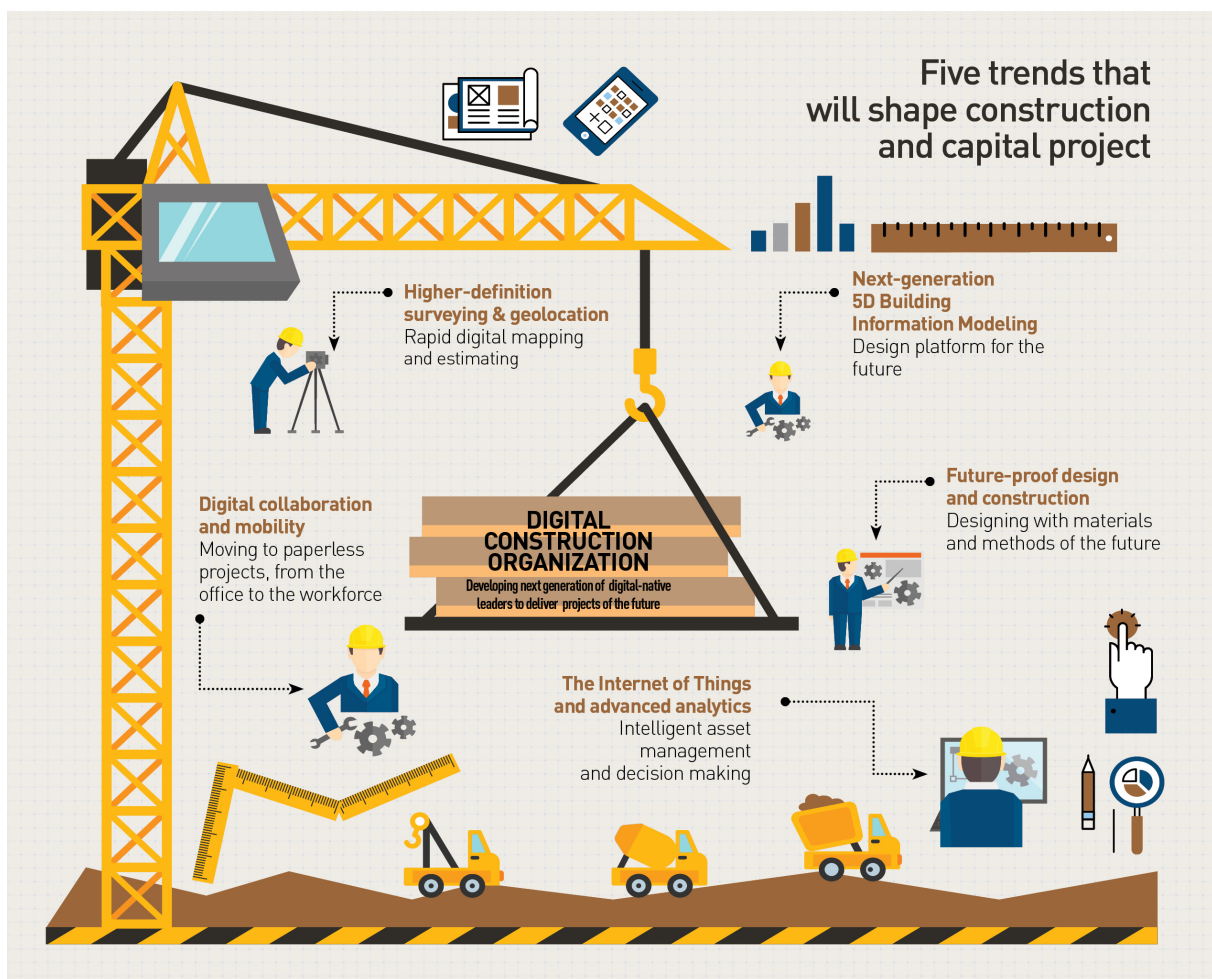 Five trends that
will shape construction
and capital project
Higher-definition
surveying & geolocation
Rapid digital mapping
and estimating
Next-generation
5D Building
Information Modeling
Design platform for the
future
Digital collaboration
and mobility
Moving to paperless
projects, from the
office to the workforce
DIGITAL
CONSTRUCTION
ORGANIZATION
Developing next generation of digital-native
leaders to deliver projects of the future
Future-proof design
and construction
Designing with materials
and methods of the future
The Internet of Things
and advanced analytics
Intelligent asset
management
and decision making